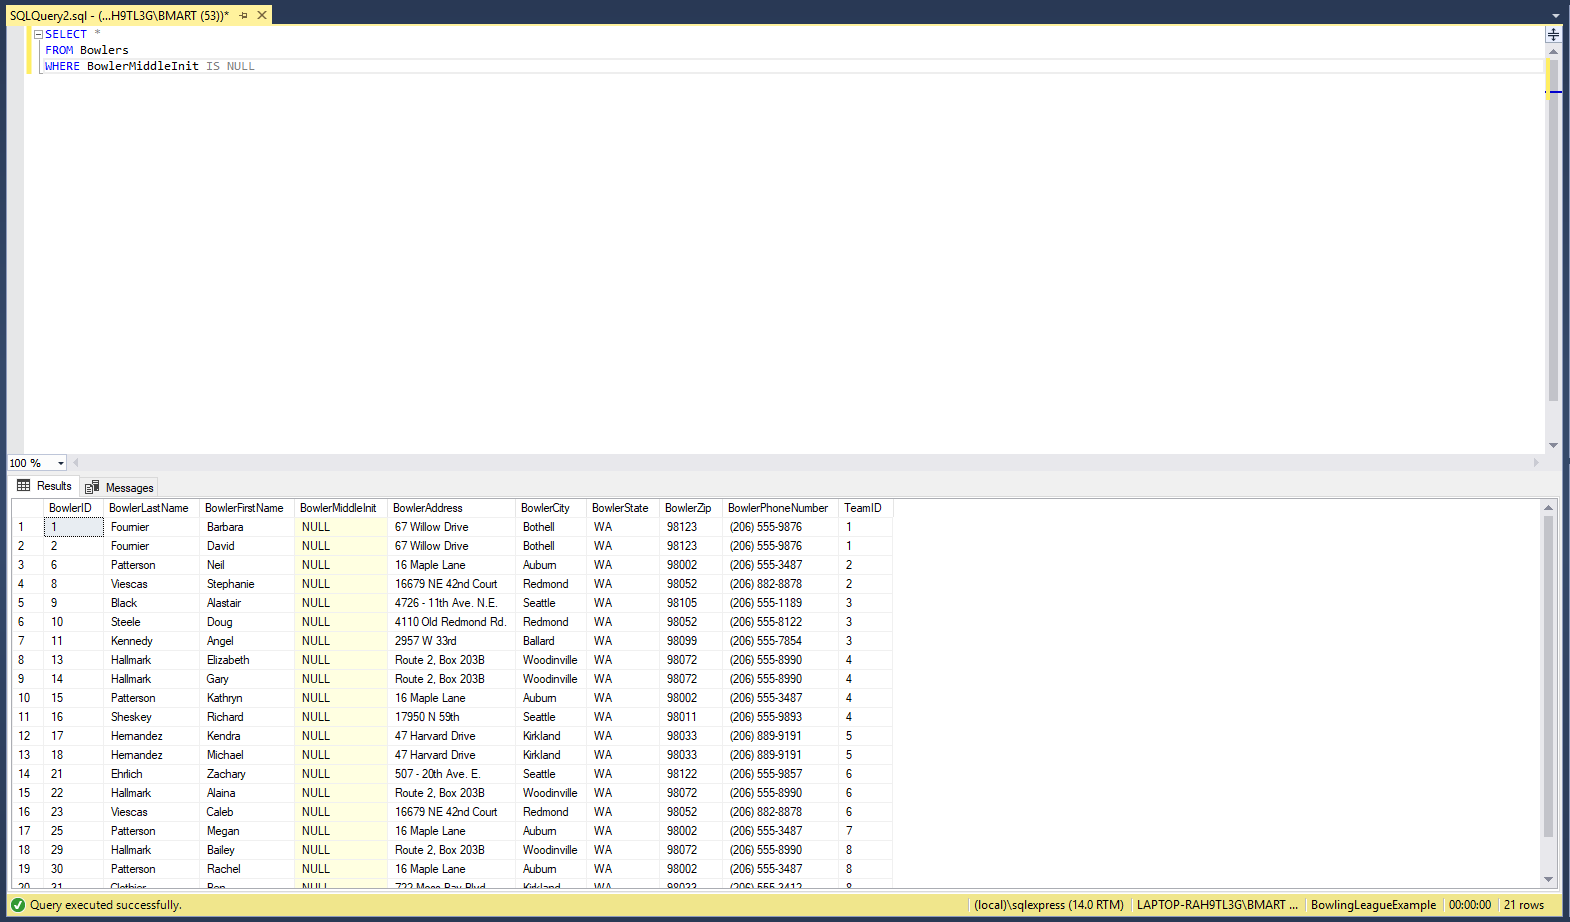 SQLQuery2.sql - (...H9TL3G\BMART (53))*
SELECT *
FROM Bowlers
WHERE BowlerMiddleInit IS NULL
100 %
Results Messages
BowlerID BowlerLastName BowlerFirstName BowlerMiddleInit BowlerAddress BowlerCity BowlerState BowlerZip BowlerPhoneNumber TeamID
1 1 Fournier Barbara NULL 67 Willow Drive Bothell WA 98123 (206) 555-9876 1
2 2 Fournier David NULL 67 Willow Drive Bothell WA 98123 (206) 555-9876 1
3 6 Patterson Neil NULL 16 Maple Lane Auburn WA 98002 (206) 555-3487 2
4 8 Viescas Stephanie NULL 16679 NE 42nd Court Redmond WA 98052 (206) 882-8878 2
5 9 Black Alastair NULL 4726 - 11th Ave. N.E. Seattle WA 98105 (206) 555-1189 3
6 10 Steele Doug NULL 4110 Old Redmond Rd. Redmond WA 98052 (206) 555-8122 3
7 11 Kennedy Angel NULL 2957 W 33rd Ballard WA 98099 (206) 555-7854 3
8 13 Hallmark Elizabeth NULL Route 2, Box 203B Woodinville WA 98072 (206) 555-8990 4
9 14 Hallmark Gary NULL Route 2, Box 203B Woodinville WA 98072 (206) 555-8990 4
10 15 Patterson Kathryn NULL 16 Maple Lane Auburn WA 98002 (206) 555-3487 4
11 16 Sheskey Richard NULL 17950 N 59th Seattle WA 98011 (206) 555-9893 4
12 17 Hernandez Kendra NULL 47 Harvard Drive Kirkland WA 98033 (206) 889-9191 5
13 18 Hernandez Michael NULL 47 Harvard Drive Kirkland WA 98033 (206) 889-9191 5
14 21 Ehrlich Zachary NULL 507 - 20th Ave. E. Seattle WA 98122 (206) 555-9857 6
15 22 Hallmark Alaina NULL Route 2, Box 203B Woodinville WA 98072 (206) 555-8990 6
16 23 Viescas Caleb NULL 16679 NE 42nd Court Redmond WA 98052 (206) 882-8878 6
17 25 Patterson Megan NULL 16 Maple Lane Auburn WA 98002 (206) 555-3487 7
18 29 Hallmark Bailey NULL Route 2, Box 203B Woodinville WA 98072 (206) 555-8990 8
19 30 Patterson Rachel NULL 16 Maple Lane Auburn WA 98002 (206) 555-3487 8
20 31 Ben NULL Kirkland WA 98033
Query executed successfully. (local)\sqlexpress (14.0 RTM) LAPTOP-RAH9TL3G\BMART ... BowlingLeagueExample 00:00:00 21 rows